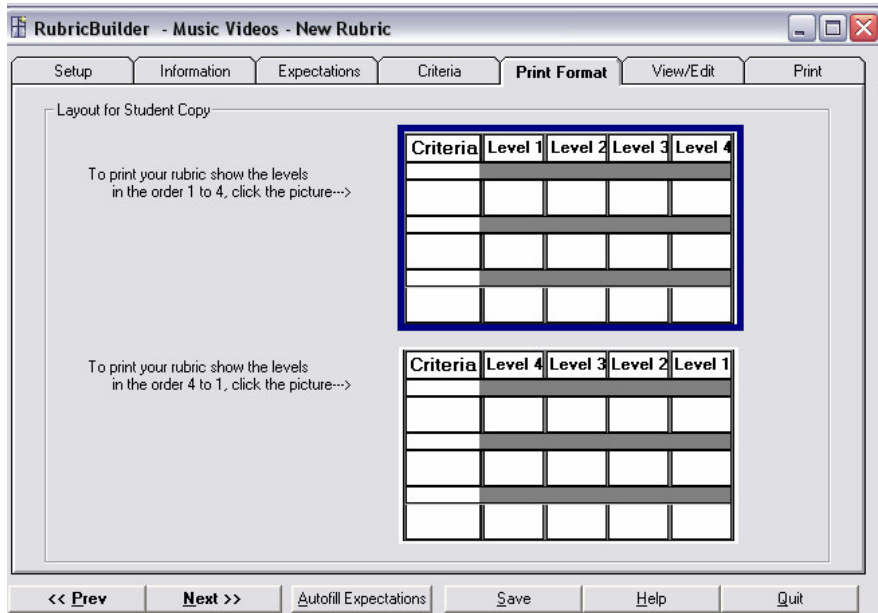 RubricBuilder - Music Videos - New Rubric
Setup Information Expectations Criteria Print Format View/Edit Print
Layout for Student Copy
To print your rubric show the levels
in the order 1 to 4, click the picture--->
Criteria Level 1 Level 2 Level 3 Level 4
To print your rubric show the levels
in the order 4 to 1, click the picture--->
Criteria Level 4 Level 3 Level 2 Level 1
<< Prev Next >> Autofill Expectations Save Help Quit